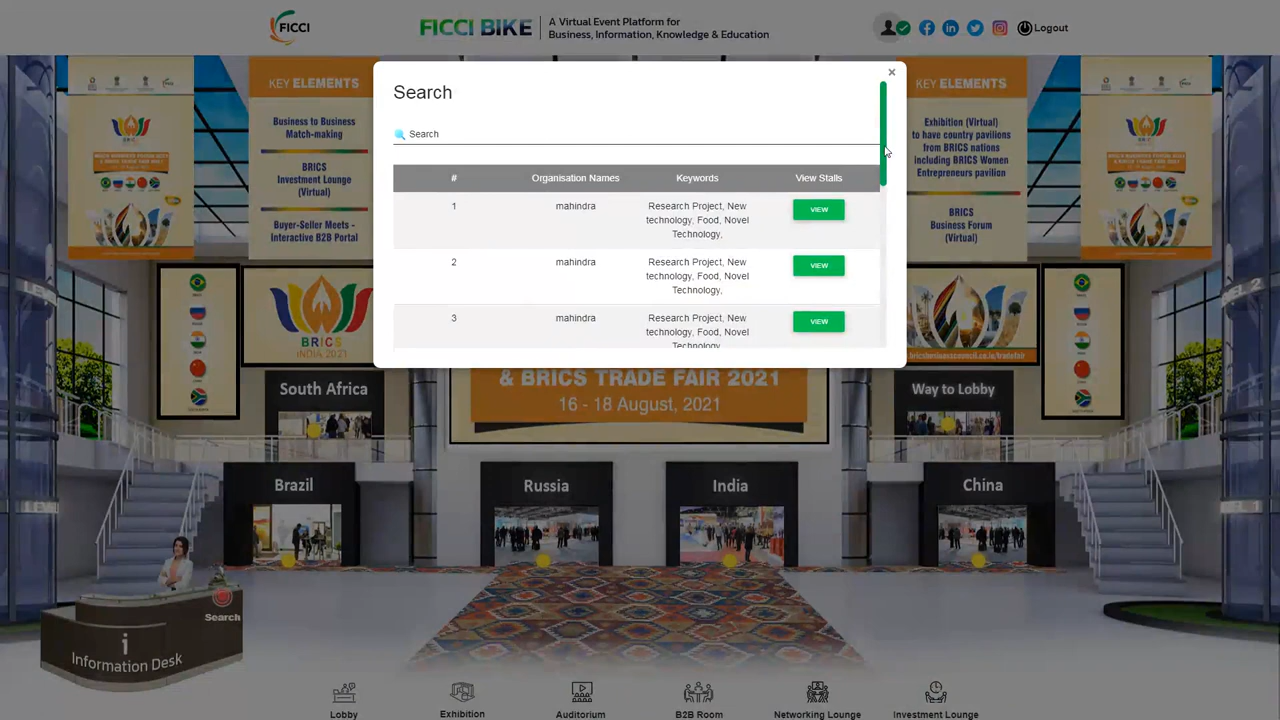 FICCI
FICCI BIKE
A Virtual Event Platform for
Business, Information, Knowledge & Education
Logout
KEY ELEMENTS
Business to Business
Match-making
BRICS
Investment Lounge
(Virtual)
Buyer-Seller Meets -
Interactive B2B Portal
×
Search
Search
# Organisation Names Keywords View Stalls
1 mahindra Research Project, New
technology, Food, Novel
Technology,
VIEW
2 mahindra Research Project, New
technology, Food, Novel
Technology,
VIEW
3 mahindra Research Project, New
technology, Food, Novel
Technology
VIEW
KEY ELEMENTS
Exhibition (Virtual)
to have country pavilions
from BRICS nations
including BRICS Women
Entrepreneurs pavilion
BRICS
Business Forum
(Virtual)
BRICS
INDIA 2021
& BRICS TRADE FAIR 2021
16 - 18 August, 2021
South Africa
Way to Lobby
Brazil
Russia
India
China
Search
i
Information Desk
Lobby
Exhibition
Auditorium
B2B Room
Networking Lounge
Investment Lounge